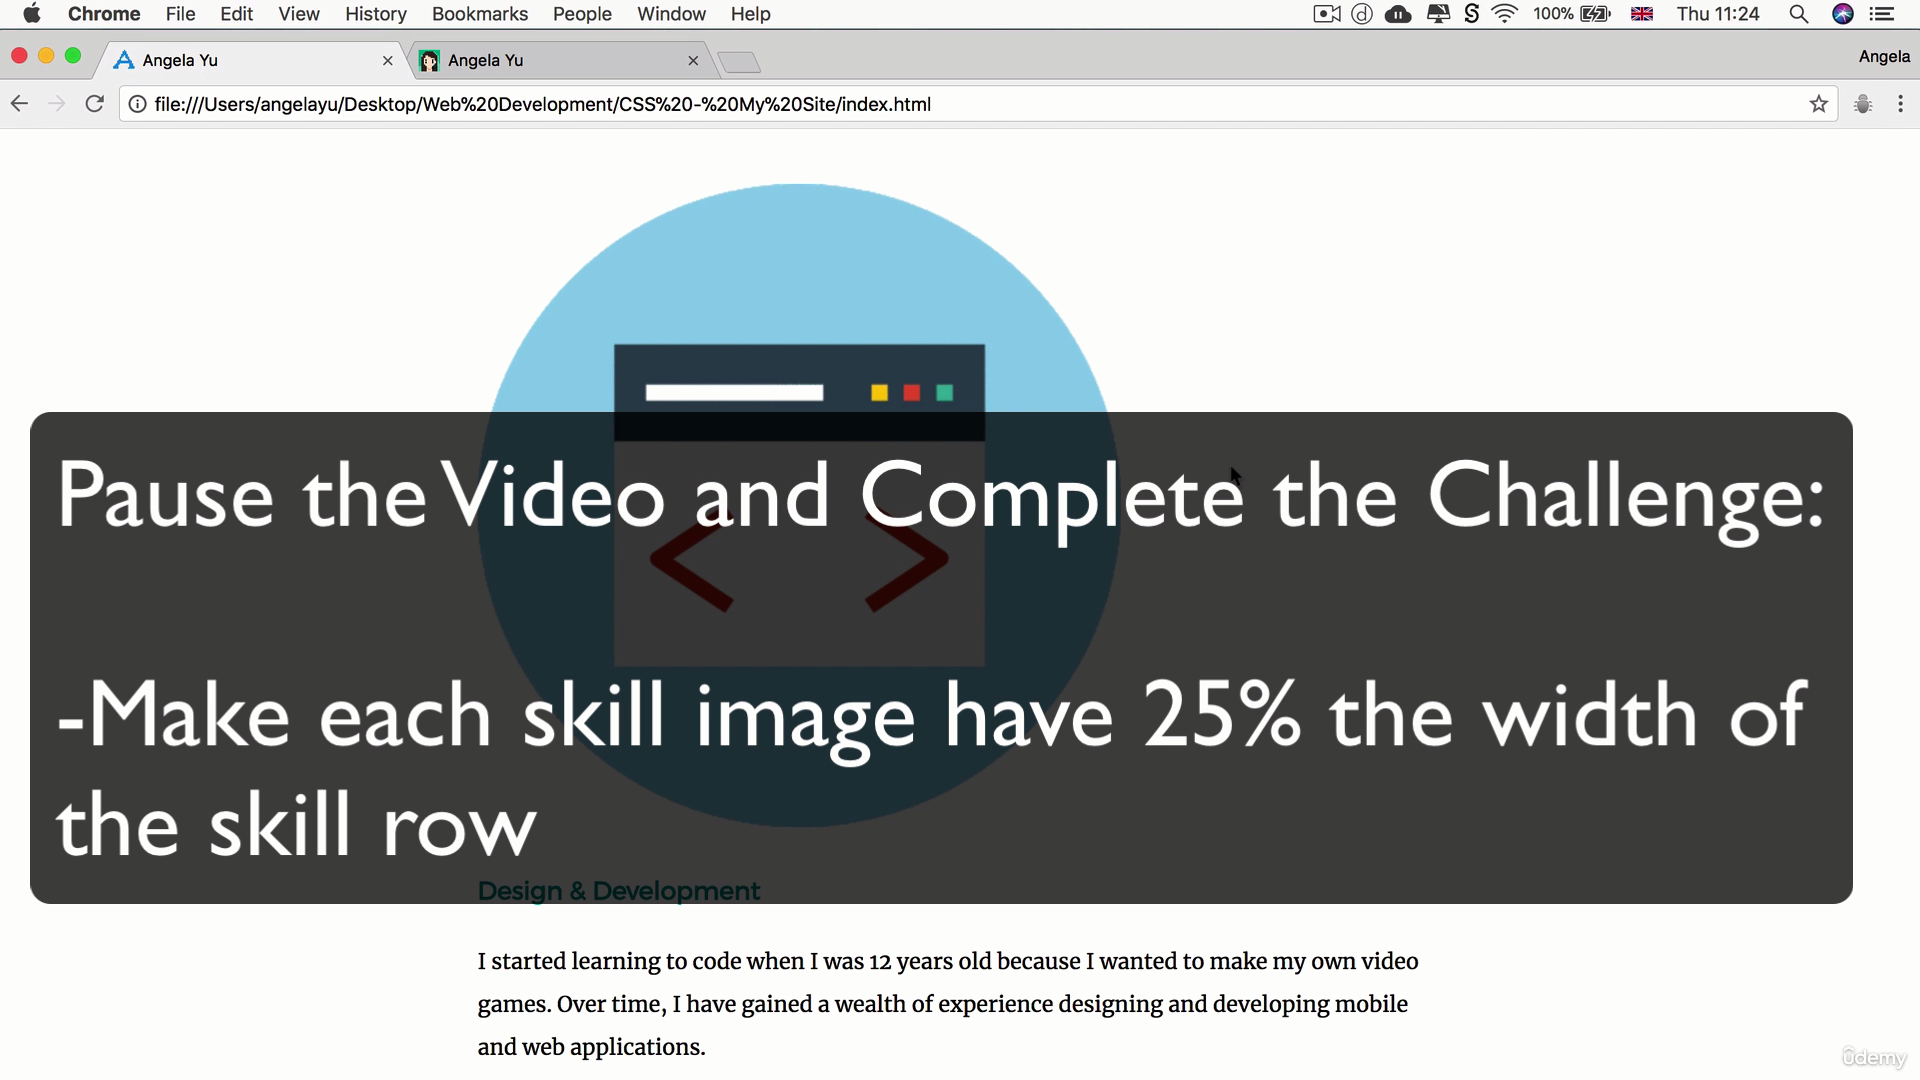 Chrome File Edit View History Bookmarks People Window Help 100% Thu 11:24
Angela Yu Angela Yu Angela
file:///Users/angelayu/Desktop/Web%20Development/CSS%20-%20My%20Site/index.html
Pause the Video and Complete the Challenge:
-Make each skill image have 25% the width of
the skill row
Design & Development
I started learning to code when I was 12 years old because I wanted to make my own video
games. Over time, I have gained a wealth of experience designing and developing mobile
and web applications.
ûdemy